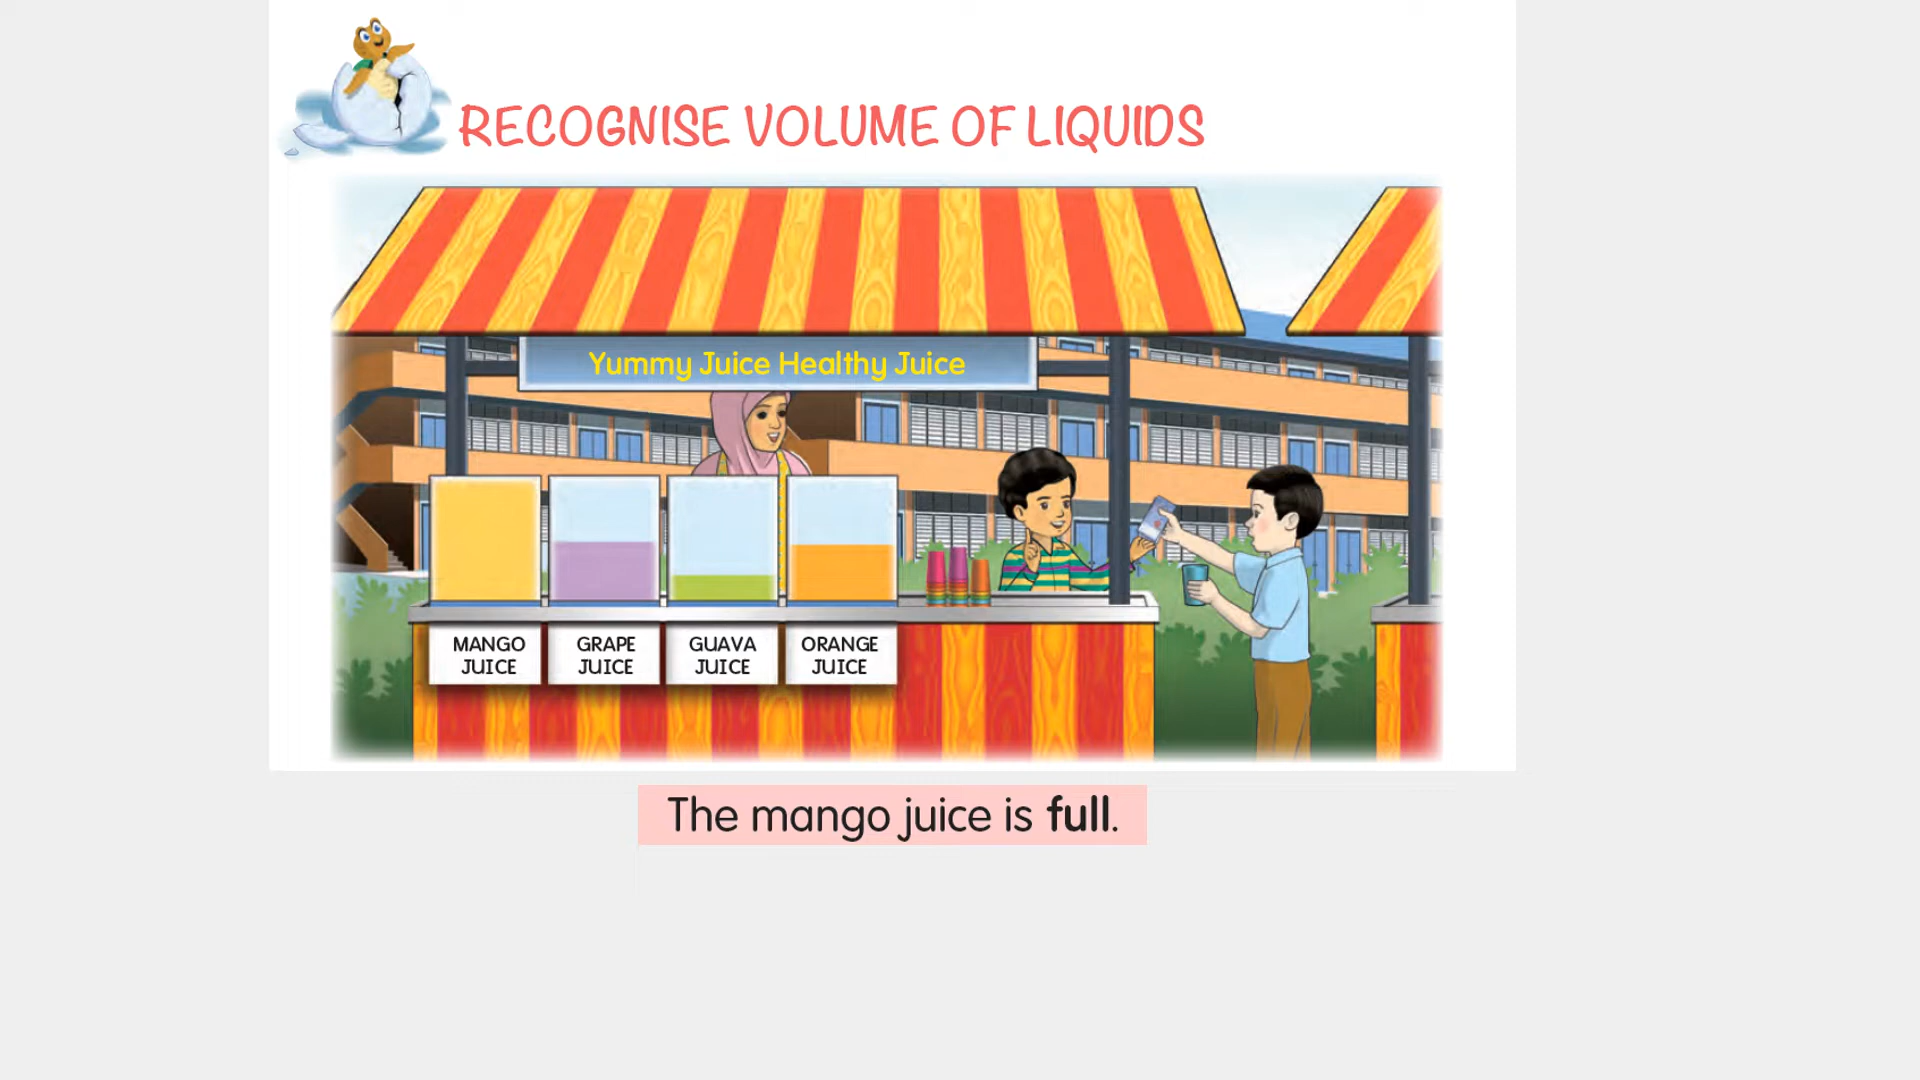 RECOGNISE VOLUME OF LIQUIDS
Yummy Juice Healthy Juice
MANGO
JUICE
GRAPE
JUICE
GUAVA
JUICE
ORANGE
JUICE
The mango juice is full.